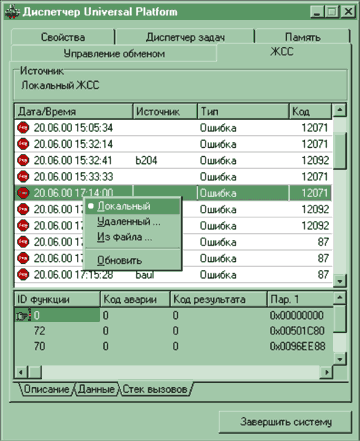 Диспетчер Universal Platform
Свойства Диспетчер задач Память
Управление обменом ЖСС
Источник
Локальный ЖСС
Дата/Время Источник Тип Код
20.06.00 15:05:34 Ошибка 12071
20.06.00 15:32:14 Ошибка 12071
20.06.00 15:32:41 b204 Ошибка 12092
20.06.00 15:33:33 Ошибка 12071
20.06.00 17:14:00 Ошибка 12071
20.06.00 Ошибка 12092
20.06.00 Ошибка 12092
20.06.00 Ошибка 87
20.06.00 Ошибка 87
20.06.00 17:15:28 baul Ошибка 87
Локальный
Удаленный ...
Из файла ...
Обновить
ID функции Код аварии Код результата Пар. 1
0 0 0 0x00000000
72 0 0 0x00501C80
70 0 0 0x0096EE88
Описание Данные Стек вызовов
Завершить систему